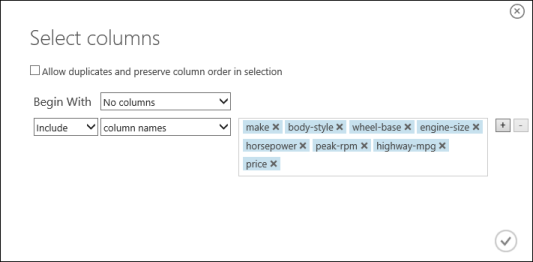 Select columns
Allow duplicates and preserve column order in selection
Begin With No columns
Include column names make body-style wheel-base engine-size + -
horsepower peak-rpm highway-mpg
price